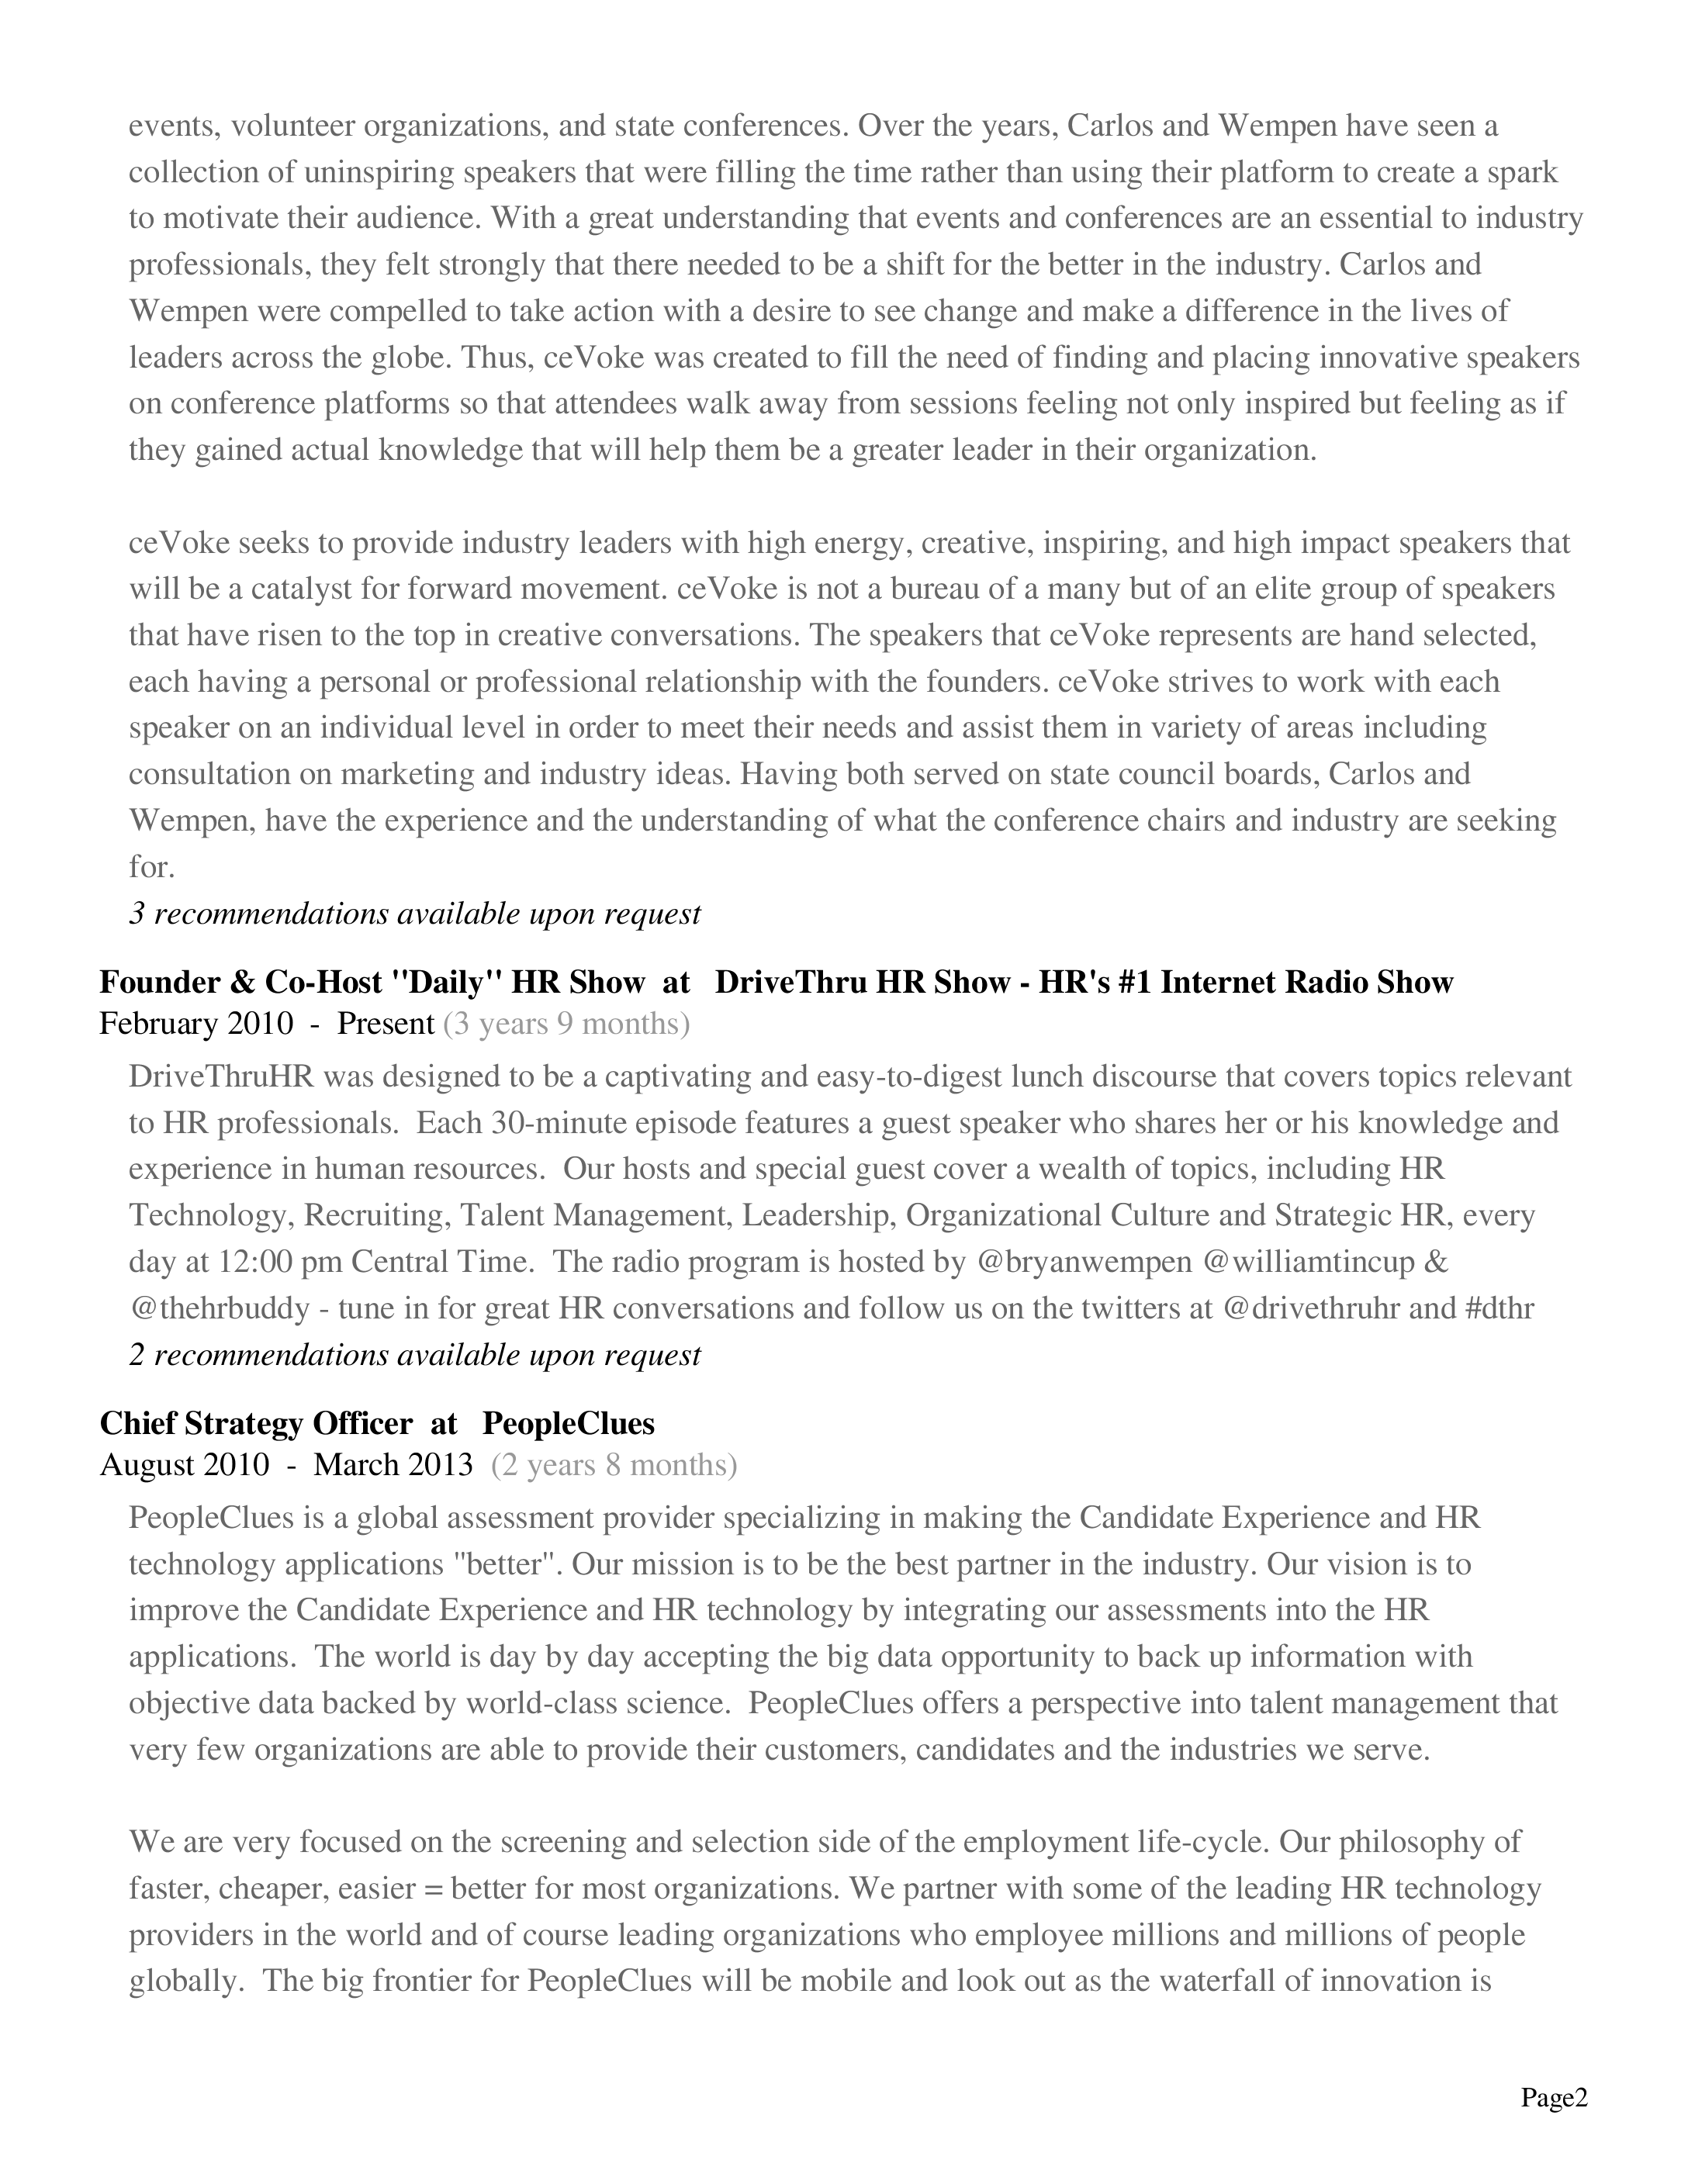 events, volunteer organizations, and state conferences. Over the years, Carlos and Wempen have seen a
collection of uninspiring speakers that were filling the time rather than using their platform to create a spark
to motivate their audience. With a great understanding that events and conferences are an essential to industry
professionals, they felt strongly that there needed to be a shift for the better in the industry. Carlos and
Wempen were compelled to take action with a desire to see change and make a difference in the lives of
leaders across the globe. Thus, ceVoke was created to fill the need of finding and placing innovative speakers
on conference platforms so that attendees walk away from sessions feeling not only inspired but feeling as if
they gained actual knowledge that will help them be a greater leader in their organization.
ceVoke seeks to provide industry leaders with high energy, creative, inspiring, and high impact speakers that
will be a catalyst for forward movement. ceVoke is not a bureau of a many but of an elite group of speakers
that have risen to the top in creative conversations. The speakers that ceVoke represents are hand selected,
each having a personal or professional relationship with the founders. ceVoke strives to work with each
speaker on an individual level in order to meet their needs and assist them in variety of areas including
consultation on marketing and industry ideas. Having both served on state council boards, Carlos and
Wempen, have the experience and the understanding of what the conference chairs and industry are seeking
for.
3 recommendations available upon request
Founder & Co-Host "Daily" HR Show at DriveThru HR Show - HR's #1 Internet Radio Show
February 2010 - Present (3 years 9 months)
DriveThruHR was designed to be a captivating and easy-to-digest lunch discourse that covers topics relevant
to HR professionals. Each 30-minute episode features a guest speaker who shares her or his knowledge and
experience in human resources. Our hosts and special guest cover a wealth of topics, including HR
Technology, Recruiting, Talent Management, Leadership, Organizational Culture and Strategic HR, every
day at 12:00 pm Central Time. The radio program is hosted by @bryanwempen @williamtincup &
@thehrbuddy - tune in for great HR conversations and follow us on the twitters at @drivethruhr and #dthr
2 recommendations available upon request
Chief Strategy Officer at PeopleClues
August 2010 - March 2013 (2 years 8 months)
PeopleClues is a global assessment provider specializing in making the Candidate Experience and HR
technology applications "better". Our mission is to be the best partner in the industry. Our vision is to
improve the Candidate Experience and HR technology by integrating our assessments into the HR
applications. The world is day by day accepting the big data opportunity to back up information with
objective data backed by world-class science. PeopleClues offers a perspective into talent management that
very few organizations are able to provide their customers, candidates and the industries we serve.
We are very focused on the screening and selection side of the employment life-cycle. Our philosophy of
faster, cheaper, easier = better for most organizations. We partner with some of the leading HR technology
providers in the world and of course leading organizations who employee millions and millions of people
globally. The big frontier for PeopleClues will be mobile and look out as the waterfall of innovation is
Page2